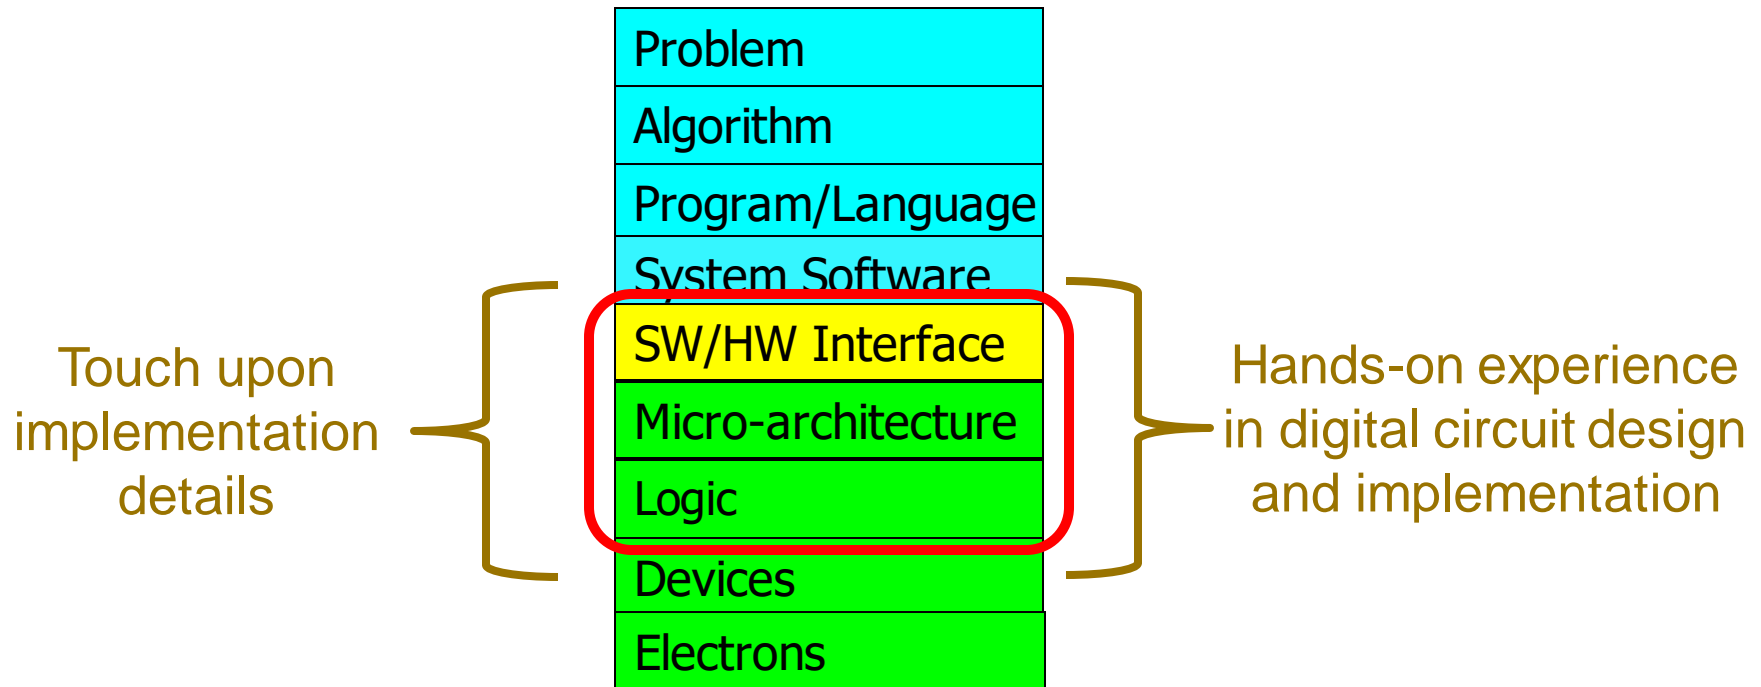 Problem
Algorithm
Program/Language
System Software
SW/HW Interface
Micro-architecture
Logic
Devices
Electrons
Touch upon
implementation
details
Hands-on experience
in digital circuit design
and implementation